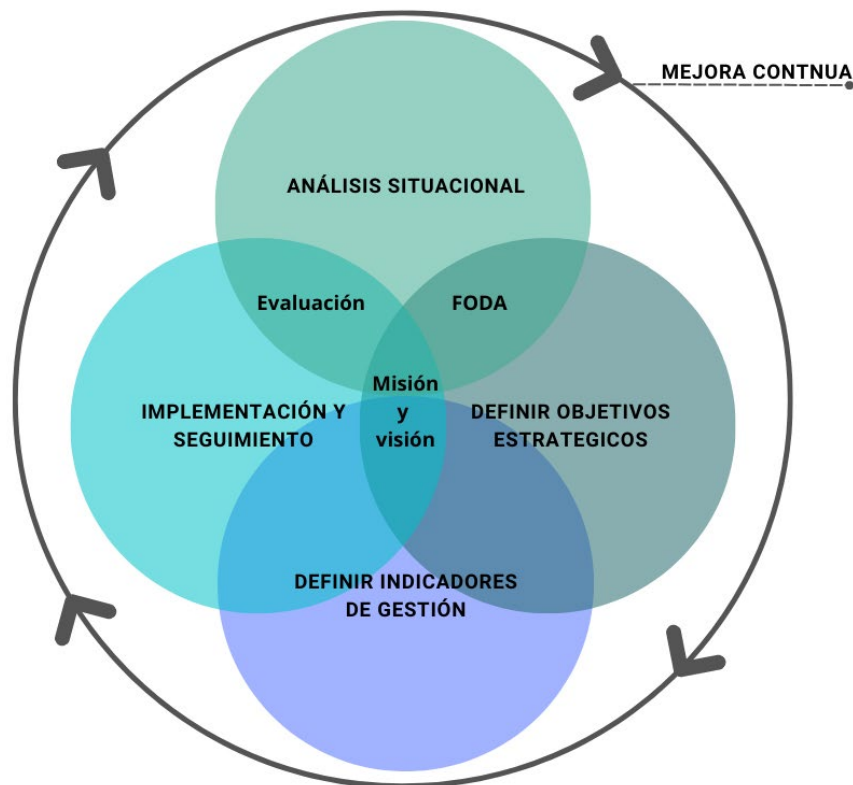 MEJORA CONTNUA
ANÁLISIS SITUACIONAL
Evaluación
FODA
Misión
y
visión
IMPLEMENTACIÓN Y
SEGUIMIENTO
DEFINIR OBJETIVOS
ESTRATEGICOS
DEFINIR INDICADORES
DE GESTIÓN